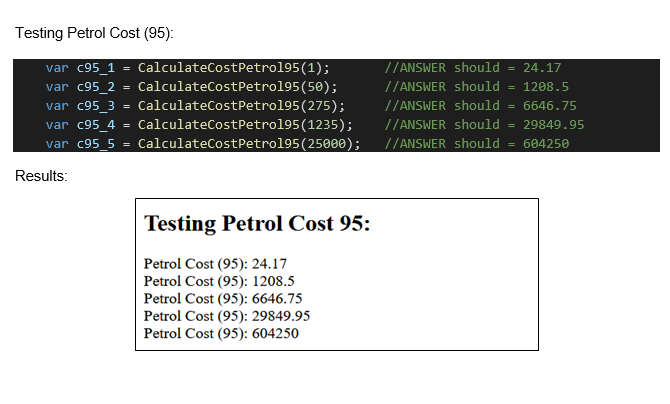 Testing Petrol Cost (95):
var c95_1 = CalculateCostPetrol95(1); //ANSWER should = 24.17
var c95_2 = CalculateCostPetrol95(50); //ANSWER should = 1208.5
var c95_3 = CalculateCostPetrol95(275); //ANSWER should = 6646.75
var c95_4 = CalculateCostPetrol95(1235); //ANSWER should = 29849.95
var c95_5 = CalculateCostPetrol95(25000); //ANSWER should = 604250
Results:
Testing Petrol Cost 95:
Petrol Cost (95): 24.17
Petrol Cost (95): 1208.5
Petrol Cost (95): 6646.75
Petrol Cost (95): 29849.95
Petrol Cost (95): 604250